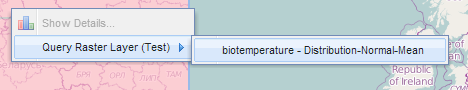 Show Details...
Query Raster Layer (Test)
biotemperature - Distribution-Normal-Mean
Republic
of Ireland